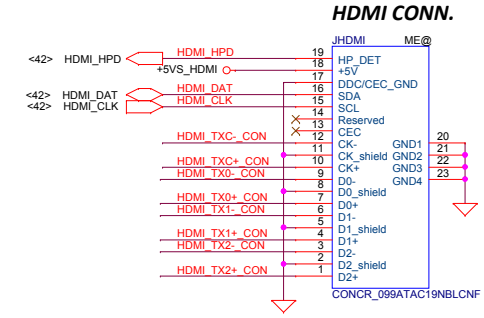 HDMI CONN.
JHDMI ME@
<42> HDMI_HPD HDMI_HPD 19 HP_DET
+5VS_HDMI 18 +5V
17 DDC/CEC_GND
<42> HDMI_DAT HDMI_DAT 16 SDA
<42> HDMI_CLK HDMI_CLK 15 SCL
14 Reserved
13 CEC
HDMI_TXC-_CON 12 CK- GND1 20
11 CK_shield GND2 21
HDMI_TXC+_CON 10 CK+ GND3 22
HDMI_TX0-_CON 9 D0- GND4 23
8 D0_shield
HDMI_TX0+_CON 7 D0+
HDMI_TX1-_CON 6 D1-
5 D1_shield
HDMI_TX1+_CON 4 D1+
HDMI_TX2-_CON 3 D2-
2 D2_shield
HDMI_TX2+_CON 1 D2+
CONCR_099ATAC19NBLCNF